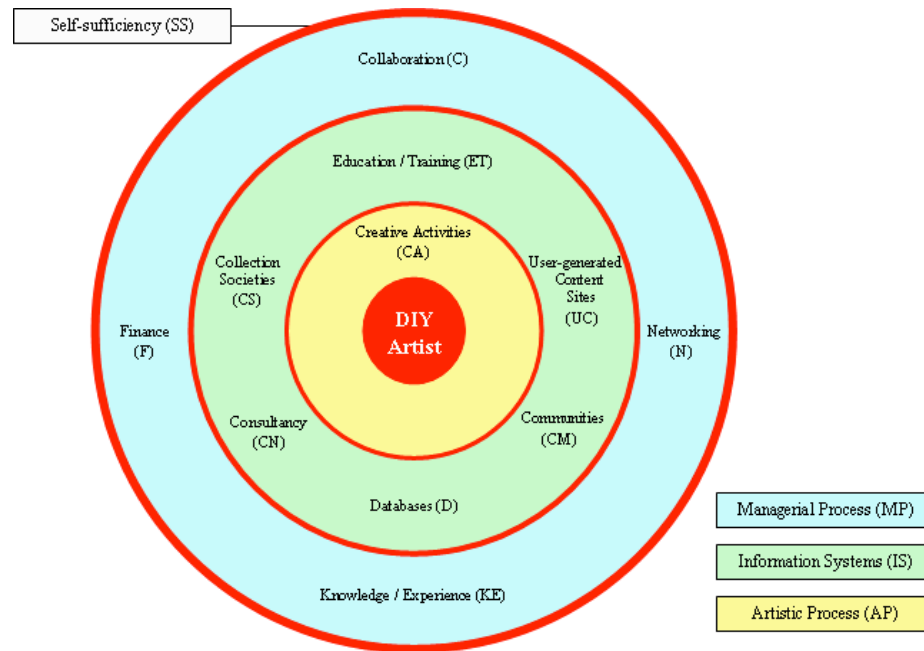 Self-sufficiency (SS)
Collaboration (C)
Education / Training (ET)
Creative Activities
(CA)
Collection
Societies
(CS)
User-generated
Content
Sites
(UC)
DIY
Artist
Finance
(F)
Networking
(N)
Consultancy
(CN)
Communities
(CM)
Databases (D)
Knowledge / Experience (KE)
Managerial Process (MP)
Information Systems (IS)
Artistic Process (AP)